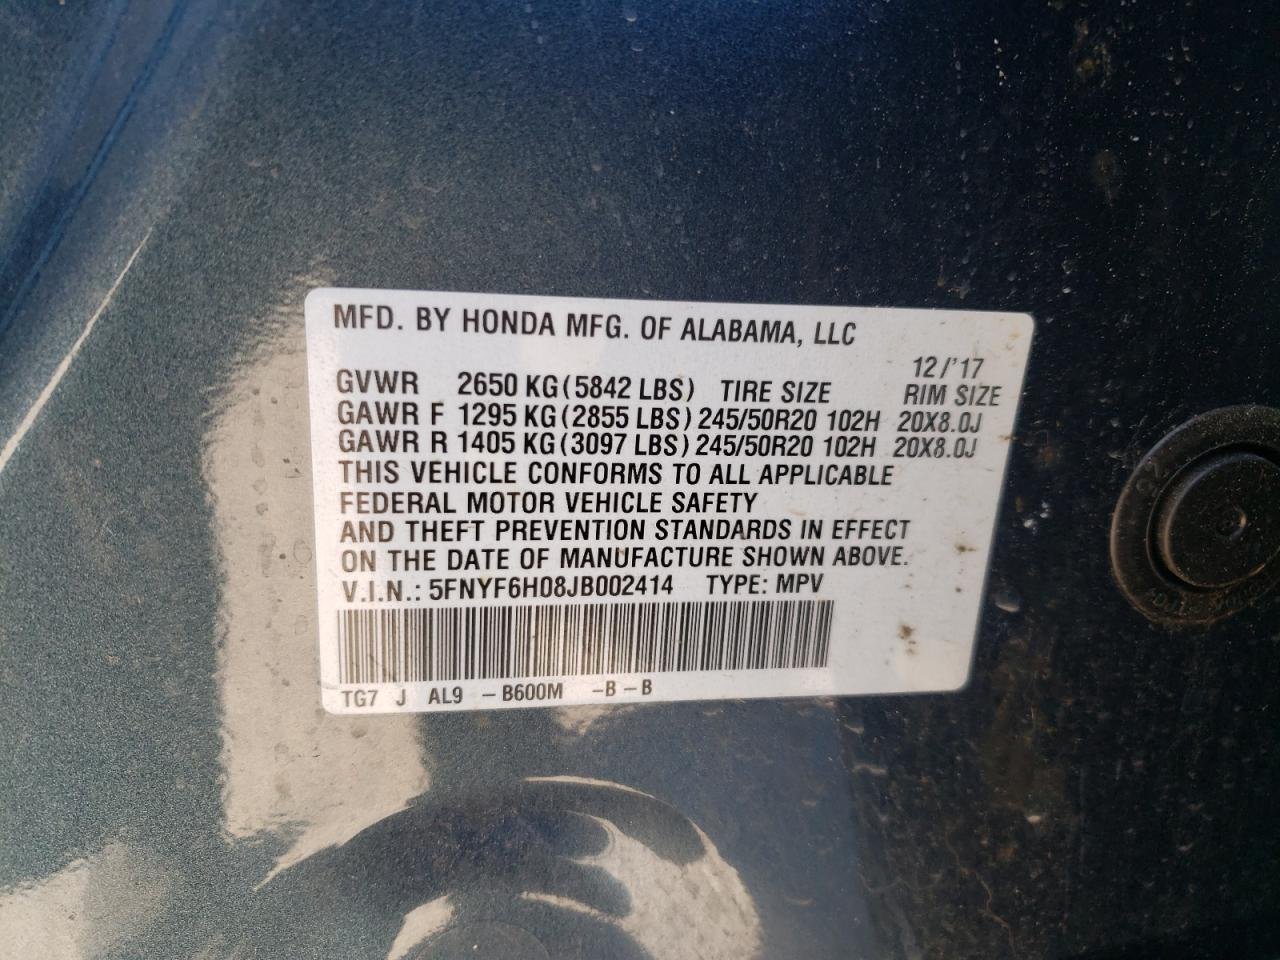 MFD. BY HONDA MFG. OF ALABAMA, LLC
12/'17
GVWR 2650 KG(5842 LBS) TIRE SIZE RIM SIZE
GAWR F 1295 KG(2855 LBS) 245/50R20 102H 20X8.0J
GAWR R 1405 KG(3097 LBS) 245/50R20 102H 20X8.0J
THIS VEHICLE CONFORMS TO ALL APPLICABLE
FEDERAL MOTOR VEHICLE SAFETY
AND THEFT PREVENTION STANDARDS IN EFFECT
ON THE DATE OF MANUFACTURE SHOWN ABOVE.
V.I.N.: 5FNYF6H08JB002414 TYPE: MPV
TG7 J AL9 -B600M -B-B